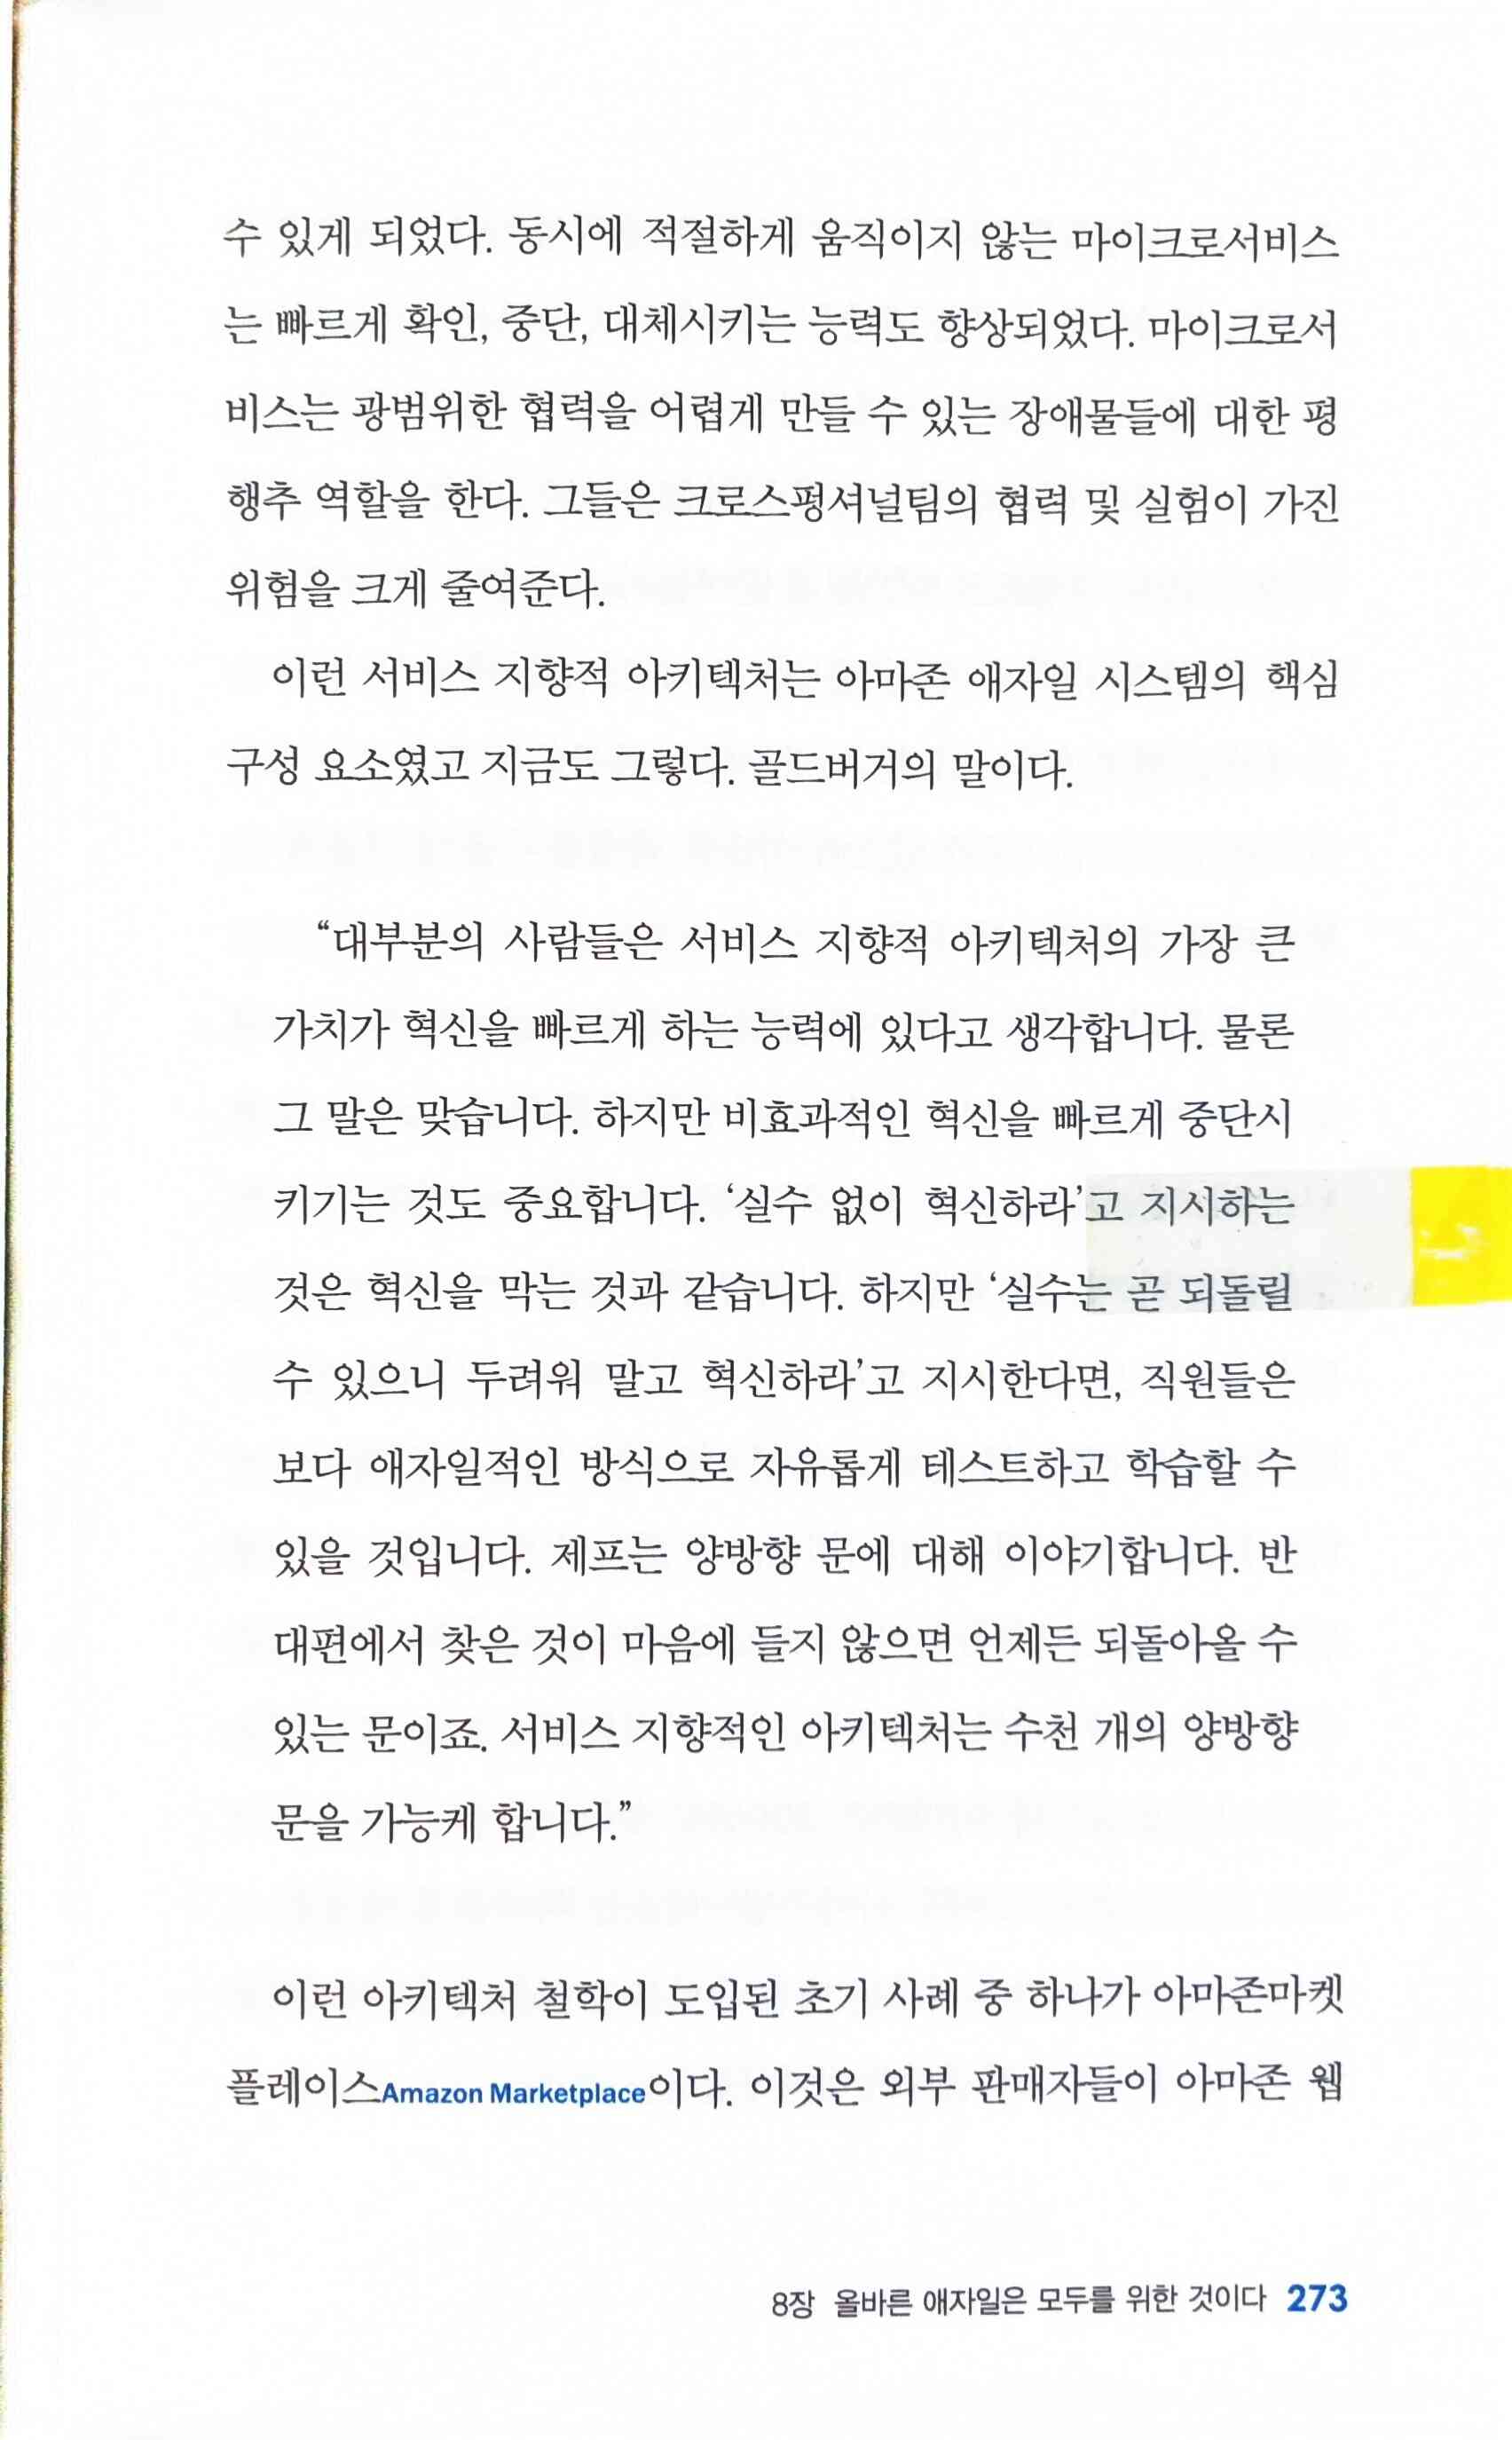 수 있게 되었다. 동시에 적절하게 움직이지 않는 마이크로서비스
는 빠르게 확인, 중단, 대체시키는 능력도 향상되었다. 마이크로서
비스는 광범위한 협력을 어렵게 만들 수 있는 장애물들에 대한 평
행추 역할을 한다. 그들은 크로스펑셔널팀의 협력 및 실험이 가진
위험을 크게 줄여준다.
이런 서비스 지향적 아키텍처는 아마존 애자일 시스템의 핵심
구성 요소였고 지금도 그렇다. 골드버거의 말이다.
“대부분의 사람들은 서비스 지향적 아키텍처의 가장 큰
가치가 혁신을 빠르게 하는 능력에 있다고 생각합니다. 물론
그 말은 맞습니다. 하지만 비효과적인 혁신을 빠르게 중단시
키기는 것도 중요합니다. ‘실수 없이 혁신하라’고 지시하는
것은 혁신을 막는 것과 같습니다. 하지만 ‘실수는 곧 되돌릴
수 있으니 두려워 말고 혁신하라’고 지시한다면, 직원들은
보다 애자일적인 방식으로 자유롭게 테스트하고 학습할 수
있을 것입니다. 제프는 양방향 문에 대해 이야기합니다. 반
대편에서 찾은 것이 마음에 들지 않으면 언제든 되돌아올 수
있는 문이죠. 서비스 지향적인 아키텍처는 수천 개의 양방향
문을 가능케 합니다.”
이런 아키텍처 철학이 도입된 초기 사례 중 하나가 아마존마켓
플레이스Amazon Marketplace이다. 이것은 외부 판매자들이 아마존 웹
8장 올바른 애자일은 모두를 위한 것이다 273